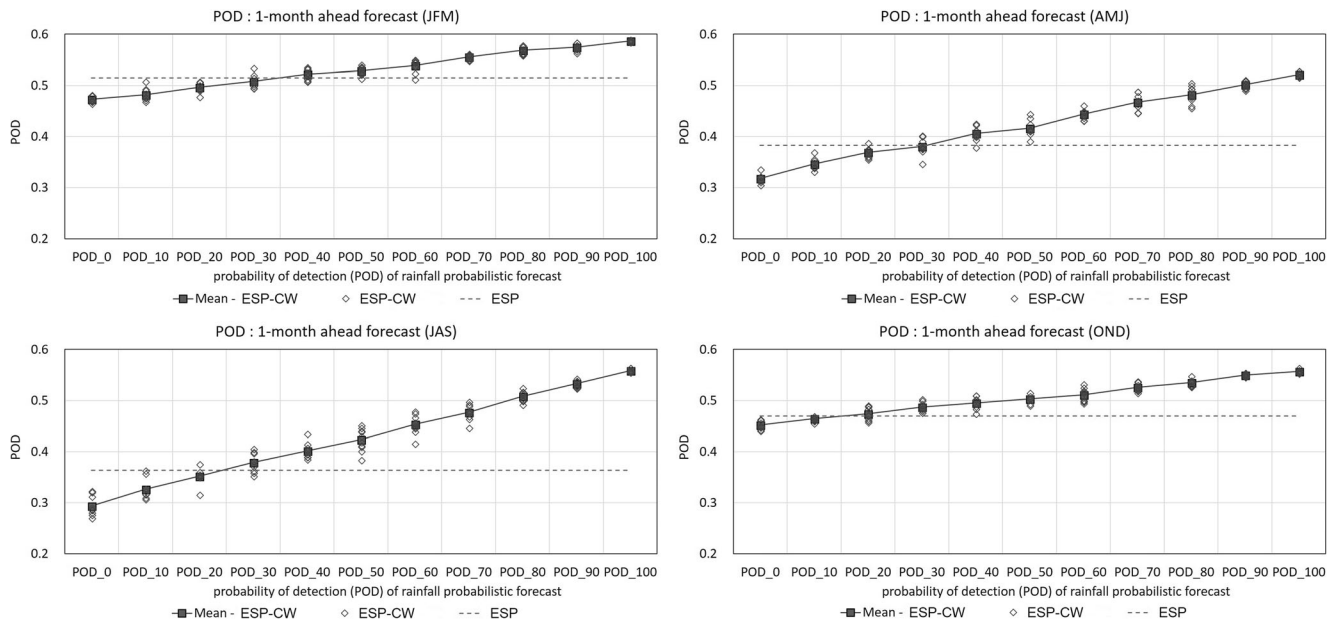 POD : 1-month ahead forecast (JFM)
0.6
0.5
0.4
0.3
0.2
POD
POD_0 POD_10 POD_20 POD_30 POD_40 POD_50 POD_60 POD_70 POD_80 POD_90 POD_100
probability of detection (POD) of rainfall probabilistic forecast
Mean - ESP-CW ESP-CW ESP
POD : 1-month ahead forecast (AMJ)
0.6
0.5
0.4
0.3
0.2
POD
POD_0 POD_10 POD_20 POD_30 POD_40 POD_50 POD_60 POD_70 POD_80 POD_90 POD_100
probability of detection (POD) of rainfall probabilistic forecast
Mean - ESP-CW ESP-CW ESP
POD : 1-month ahead forecast (JAS)
0.6
0.5
0.4
0.3
0.2
POD
POD_0 POD_10 POD_20 POD_30 POD_40 POD_50 POD_60 POD_70 POD_80 POD_90 POD_100
probability of detection (POD) of rainfall probabilistic forecast
Mean - ESP-CW ESP-CW ESP
POD : 1-month ahead forecast (OND)
0.6
0.5
0.4
0.3
0.2
POD
POD_0 POD_10 POD_20 POD_30 POD_40 POD_50 POD_60 POD_70 POD_80 POD_90 POD_100
probability of detection (POD) of rainfall probabilistic forecast
Mean - ESP-CW ESP-CW ESP